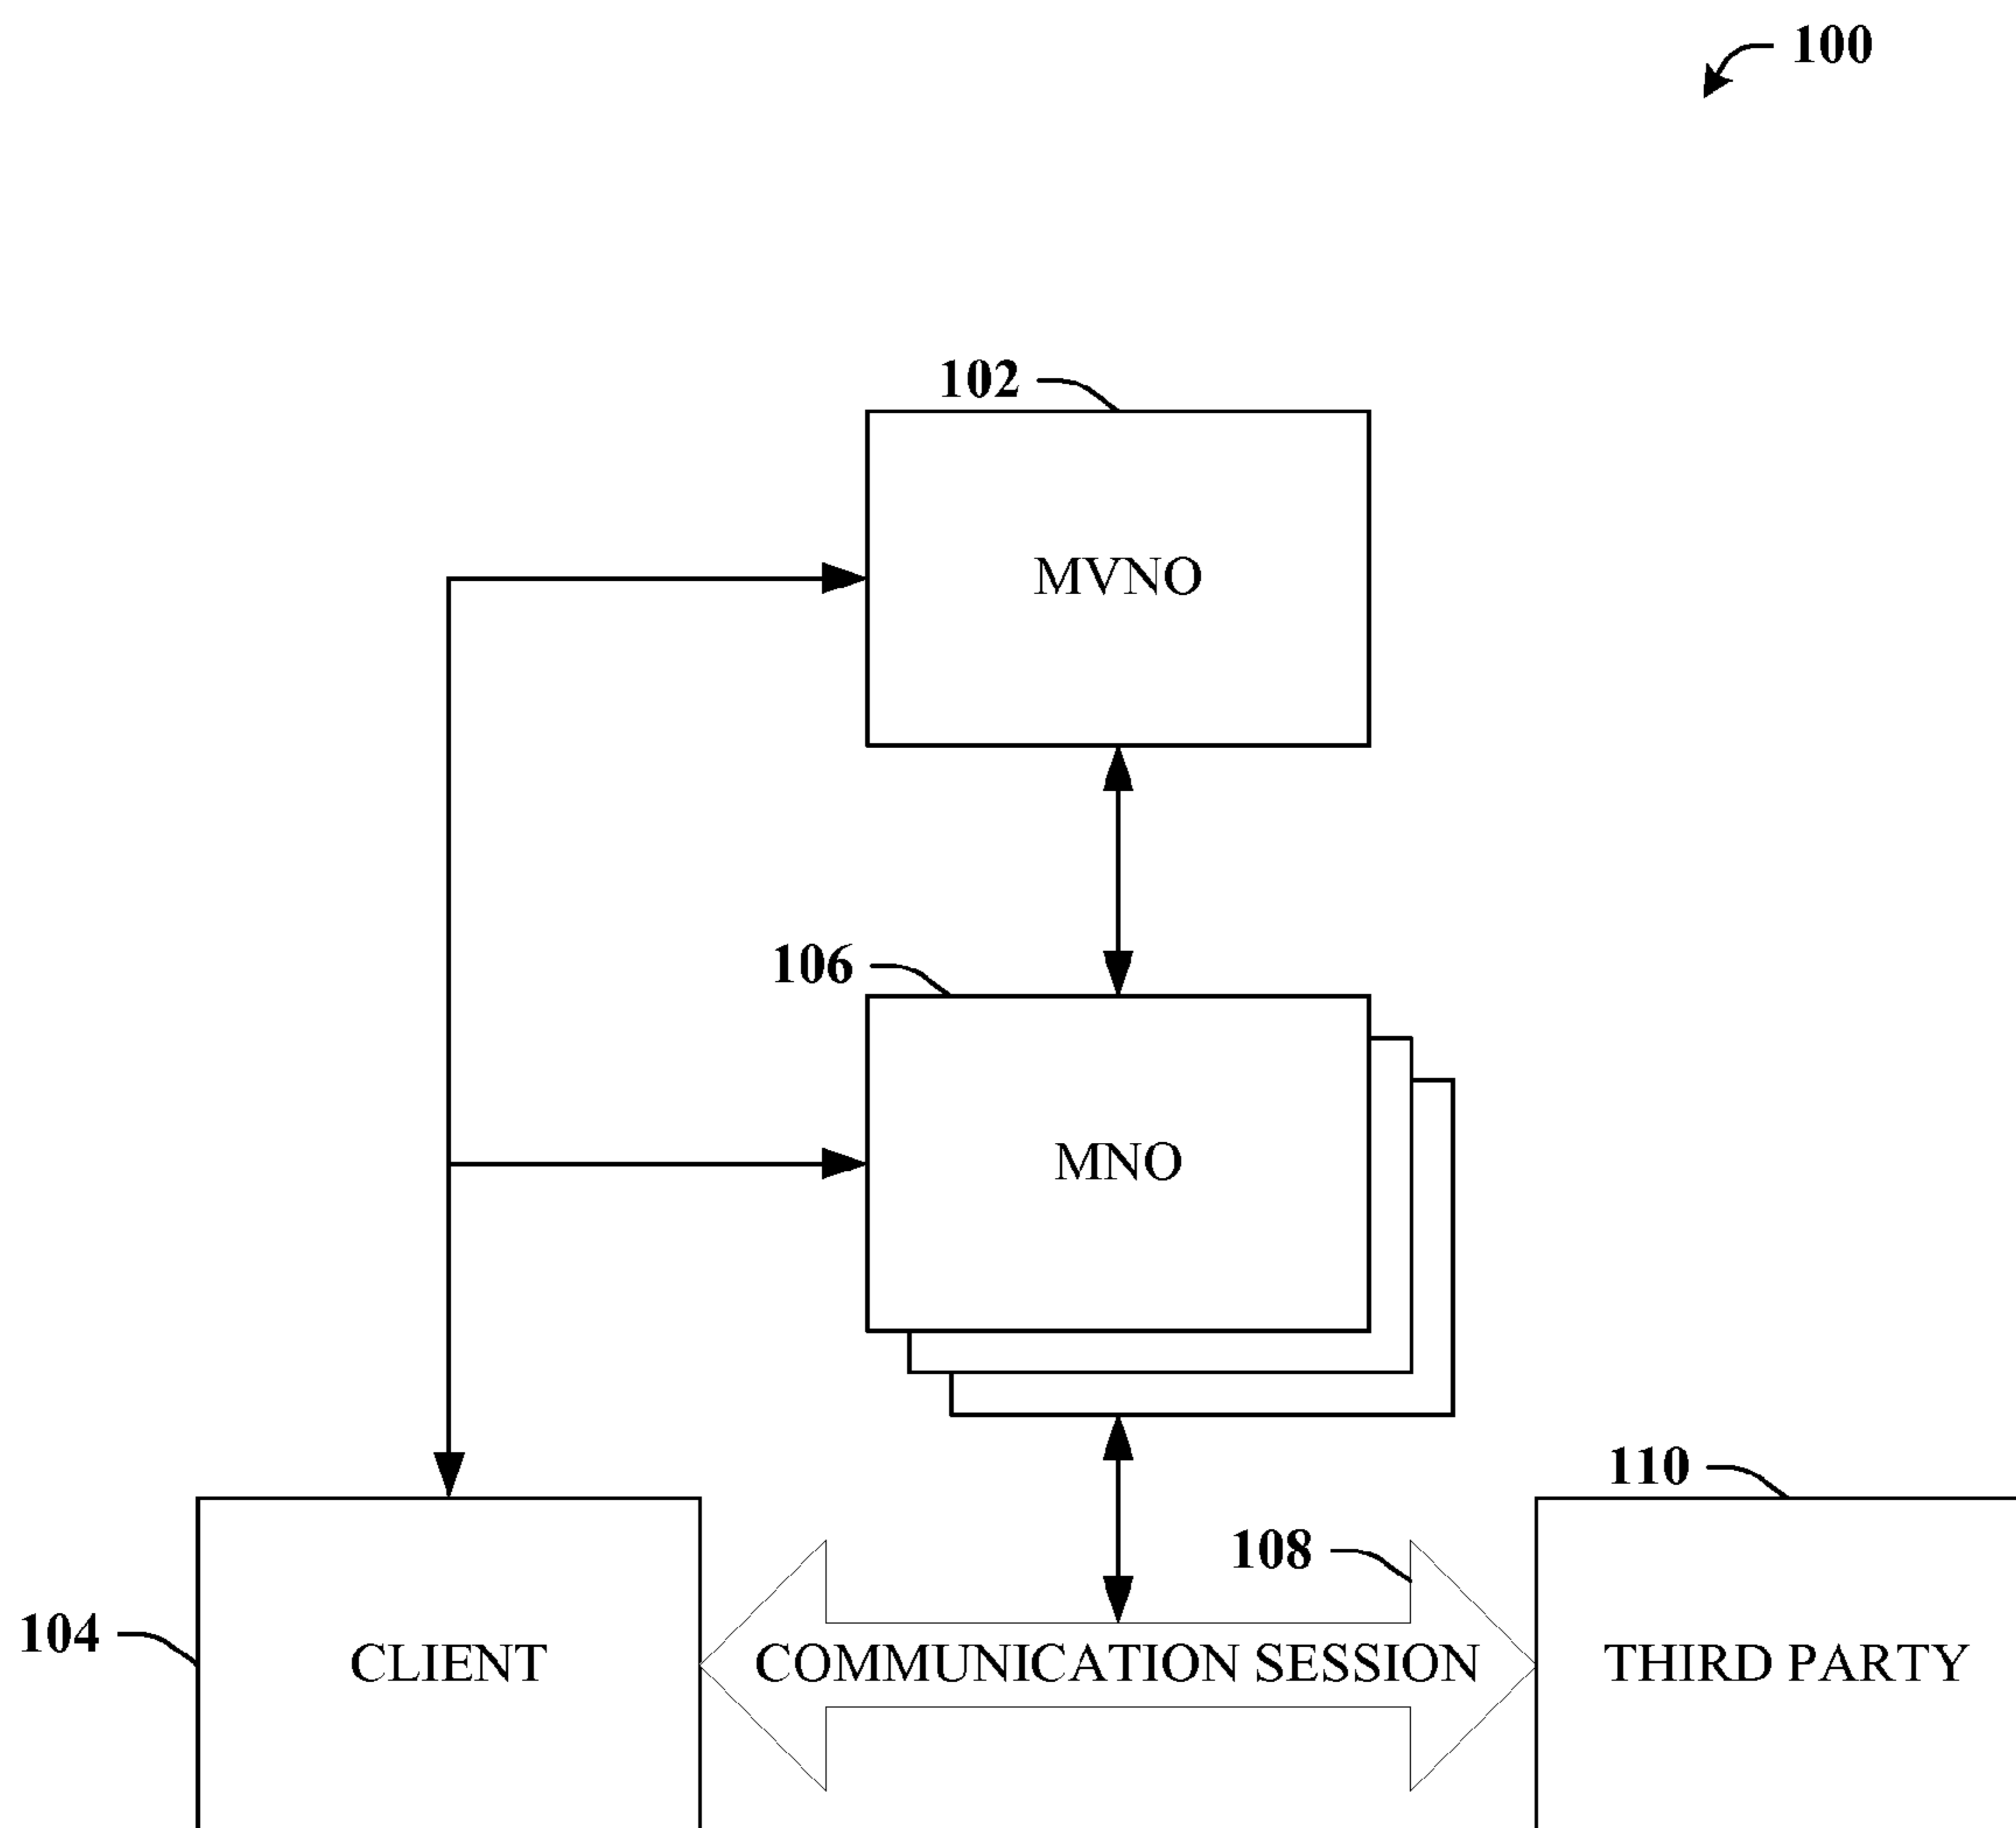 100
102
MVNO
106
MNO
110
108
104
CLIENT
COMMUNICATION SESSION
THIRD PARTY